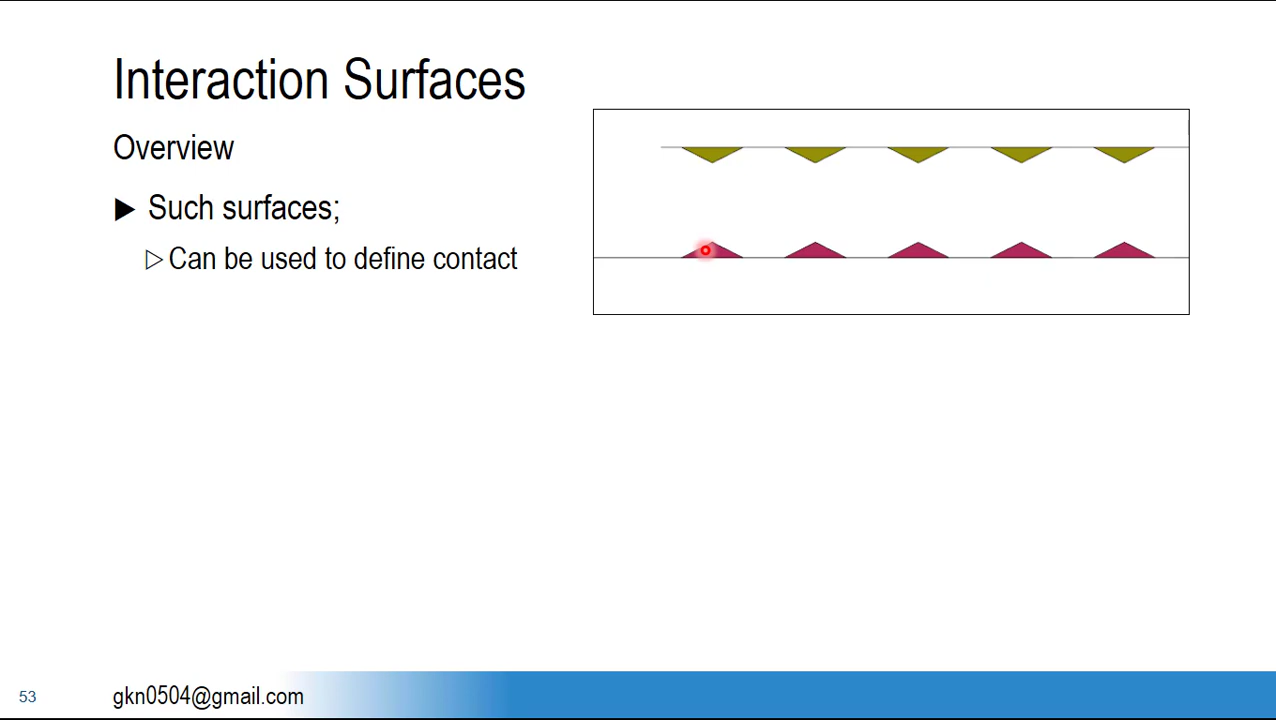 Interaction Surfaces
Overview
Such surfaces;
Can be used to define contact
53
gkn0504@gmail.com